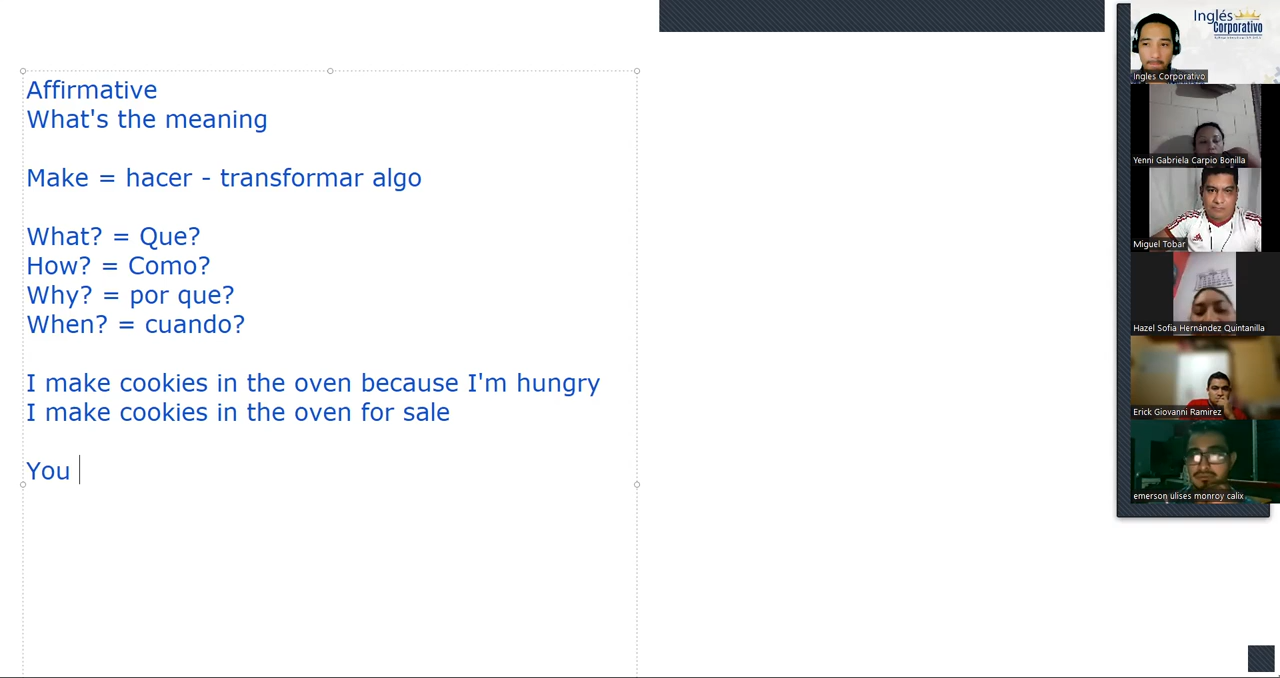 Affirmative
What's the meaning
Make = hacer - transformar algo
What? = Que?
How? = Como?
Why? = por que?
When? = cuando?
I make cookies in the oven because I'm hungry
I make cookies in the oven for sale
You
Inglés
Corporativo
Ingles Corporativo
Yenni Gabriela Carpio Bonilla
Miguel Tobar
Hazel Sofia Hernández Quintanilla
Erick Giovanni Ramirez
emerson ulises monroy calix